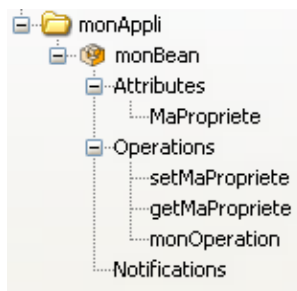 monAppli
monBean
Attributes
MaPropriete
Operations
setMaPropriete
getMaPropriete
monOperation
Notifications